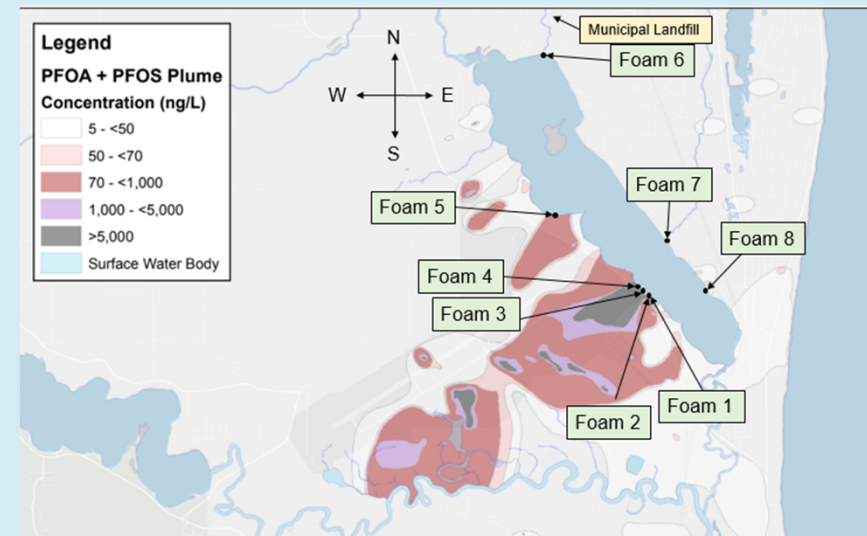 Legend
PFOA + PFOS Plume
Concentration (ng/L)
5 - <50
50 - <70
70 - <1,000
1,000 - <5,000
>5,000
Surface Water Body
N
W
E
S
Municipal Landfill
Foam 6
Foam 7
Foam 5
Foam 8
Foam 4
Foam 3
Foam 2
Foam 1